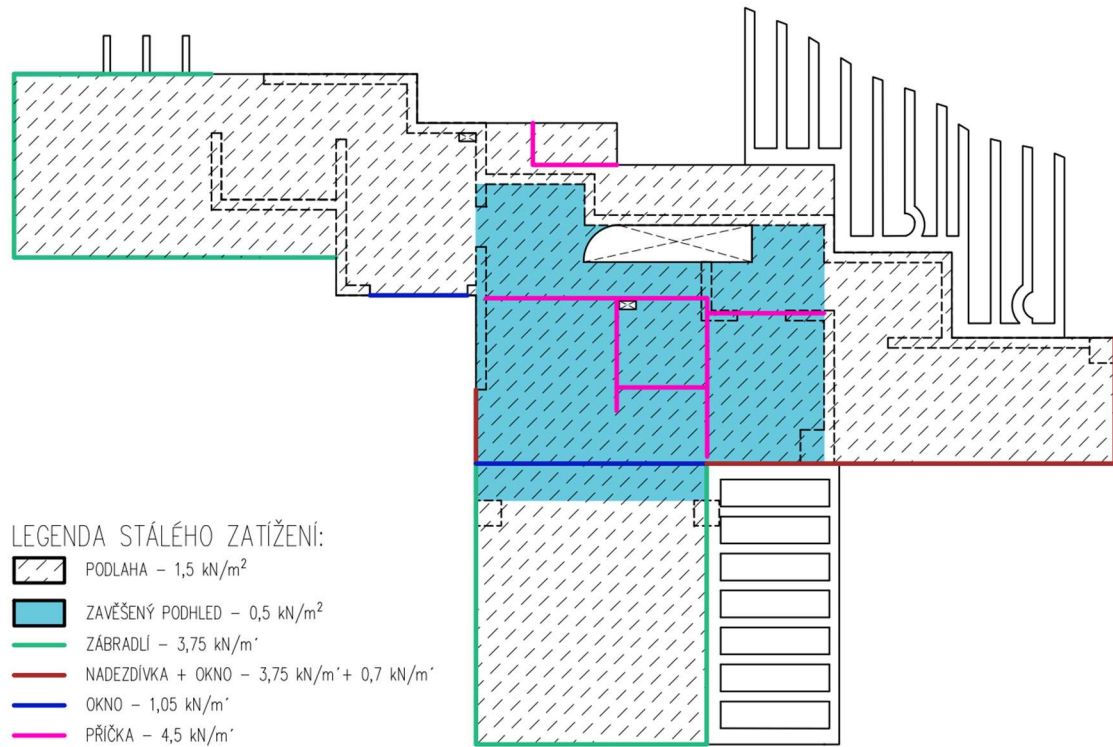 LEGENDA STÁLÉHO ZATÍŽENÍ:
PODLAHA – 1,5 kN/m²
ZAVĚŠENÝ PODHLED – 0,5 kN/m²
ZÁBRADLÍ – 3,75 kN/m´
NADEZDÍVKA + OKNO – 3,75 kN/m´+ 0,7 kN/m´
OKNO – 1,05 kN/m´
PŘÍČKA – 4,5 kN/m´